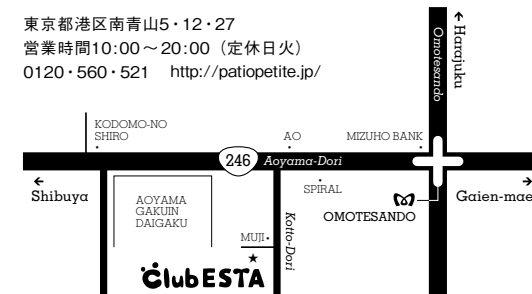 東京都港区南青山5・12・27
営業時間10:00〜20:00（定休日火）
0120・560・521　http://patiopetite.jp/
← Harajuku
Omotesando
KODOMO-NO
SHIRO
AO
MIZUHO BANK
246 Aoyama-Dori
← Shibuya
→ Gaien-mae
SPIRAL
OMOTESANDO
AOYAMA
GAKUIN
DAIGAKU
Kotto-Dori
MUJI
★
Club ESTA